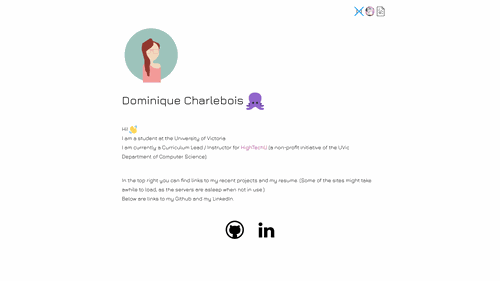 Dominique Charlebois
Hi!
I am a student at the University of Victoria
I am currently a Curriculum Lead / Instructor for HighTechU (a non-profit initiative of the UVic
Department of Computer Science).
In the top right you can find links to my recent projects and my resume. (Some of the sites might take
awhile to load, as the servers are asleep when not in use.)
Below are links to my Github and my LinkedIn.
in